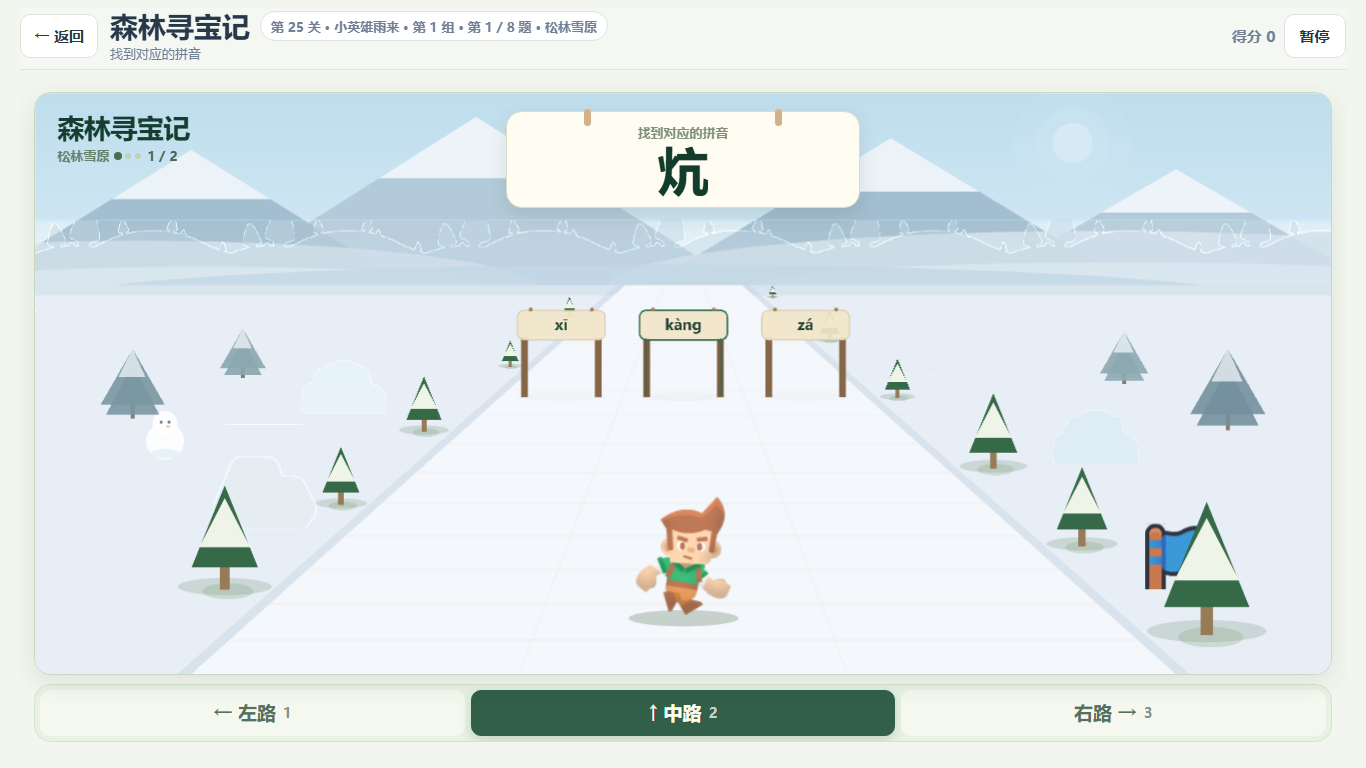 ← 返回
森林寻宝记
第 25 关 • 小英雄雨来 • 第 1 组 • 第 1 / 8 题 • 松林雪原
找到对应的拼音
得分 0
暂停
森林寻宝记
松林雪原 1 / 2
找到对应的拼音
炕
xī
kàng
zá
← 左路 1
↑ 中路 2
右路 → 3